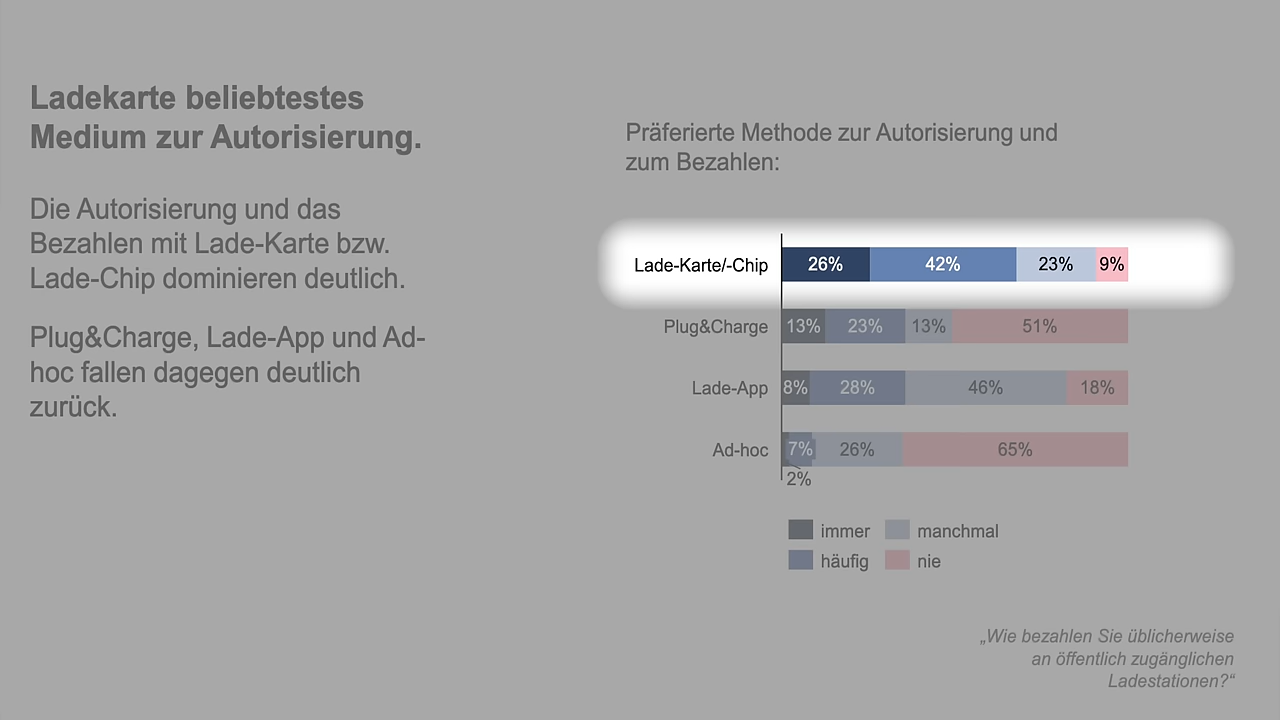 Ladekarte beliebtestes
Medium zur Autorisierung.
Die Autorisierung und das
Bezahlen mit Lade-Karte bzw.
Lade-Chip dominieren deutlich.
Plug&Charge, Lade-App und Ad-
hoc fallen dagegen deutlich
zurück.
Präferierte Methode zur Autorisierung und
zum Bezahlen:
Lade-Karte/-Chip 26% 42% 23% 9%
Plug&Charge 13% 23% 13% 51%
Lade-App 8% 28% 46% 18%
Ad-hoc 7% 26% 65%
2%
immer manchmal
häufig nie
„Wie bezahlen Sie üblicherweise
an öffentlich zugänglichen
Ladestationen?“